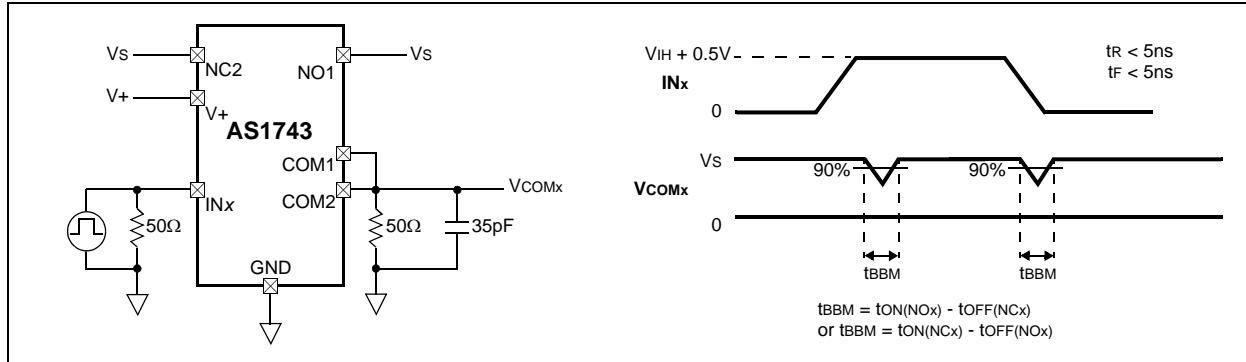 Vs
NC2
NO1
Vs
V+
V+
AS1743
COM1
COM2
VCOMx
INx
50Ω
50Ω
35pF
GND
VIH + 0.5V
INx
0
tR < 5ns
tF < 5ns
Vs
90%
90%
VCOMx
0
tBBM
tBBM
tBBM = tON(NOx) - tOFF(NCx)
or tBBM = tON(NCx) - tOFF(NOx)